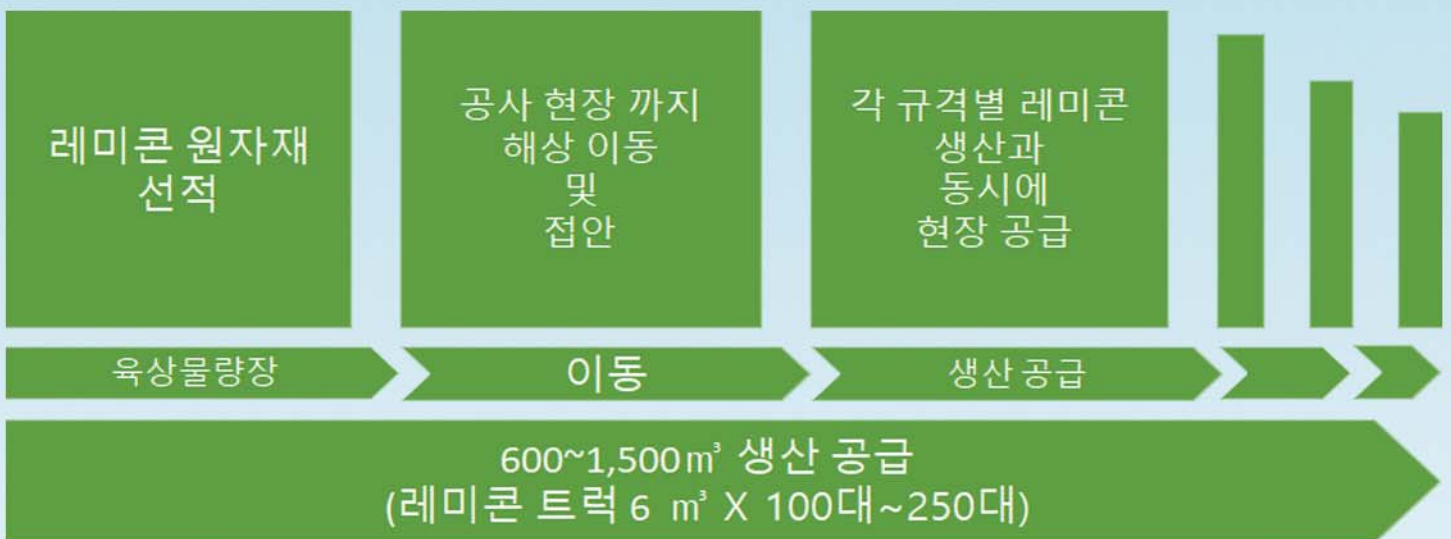 레미콘 원자재
선적
공사 현장 까지
해상 이동
및
접안
각 규격별 레미콘
생산과
동시에
현장 공급
육상물량장
이동
생산 공급
600~1,500㎥ 생산 공급
(레미콘 트럭 6 ㎥ X 100대~250대)